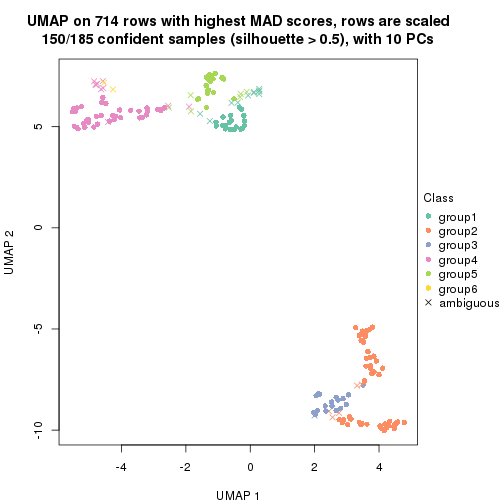 UMAP on 714 rows with highest MAD scores, rows are scaled
150/185 confident samples (silhouette > 0.5), with 10 PCs
UMAP 2
5
0
-5
-10
-4
-2
0
2
4
UMAP 1
Class
group1
group2
group3
group4
group5
group6
ambiguous